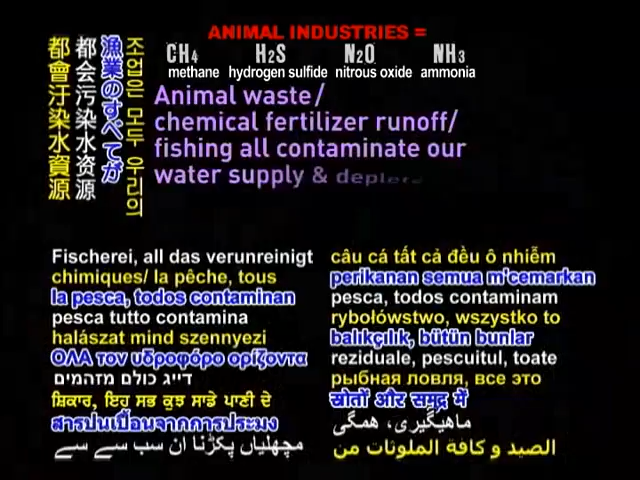 ANIMAL INDUSTRIES =
CH4 H2S N2O NH3
methane hydrogen sulfide nitrous oxide ammonia
都會汙染水資源
都会污染水资源
漁業のすべてが
조업은 모두 우리의
Animal waste/
chemical fertilizer runoff/
fishing all contaminate our
water supply &
Fischerei, all das verunreinigt
chimiques/ la pêche, tous
la pesca, todos contaminan
pesca tutto contamina
halászat mind szennyezi
ΟΛΑ τον υδροφόρο ορίζοντα
דייג כולם מזהמים
ਸ਼ਿਕਾਰ, ਇਹ ਸਭ ਕੁਝ ਸਾਡੇ ਪਾਣੀ ਦੇ
สารปนเปื้อนจากการประมง
مچھلیاں پکڑنا ان سب سے سے
câu cá tất cả đều ô nhiễm
perikanan semua m'cemarkan
pesca, todos contaminam
rybołówstwo, wszystko to
balıkçılık, bütün bunlar
reziduale, pescuitul, toate
рыбная ловля, все это
स्रोतों और समुद्र में
ماهیگیری، همگی
الصيد و كافة الملوثات من